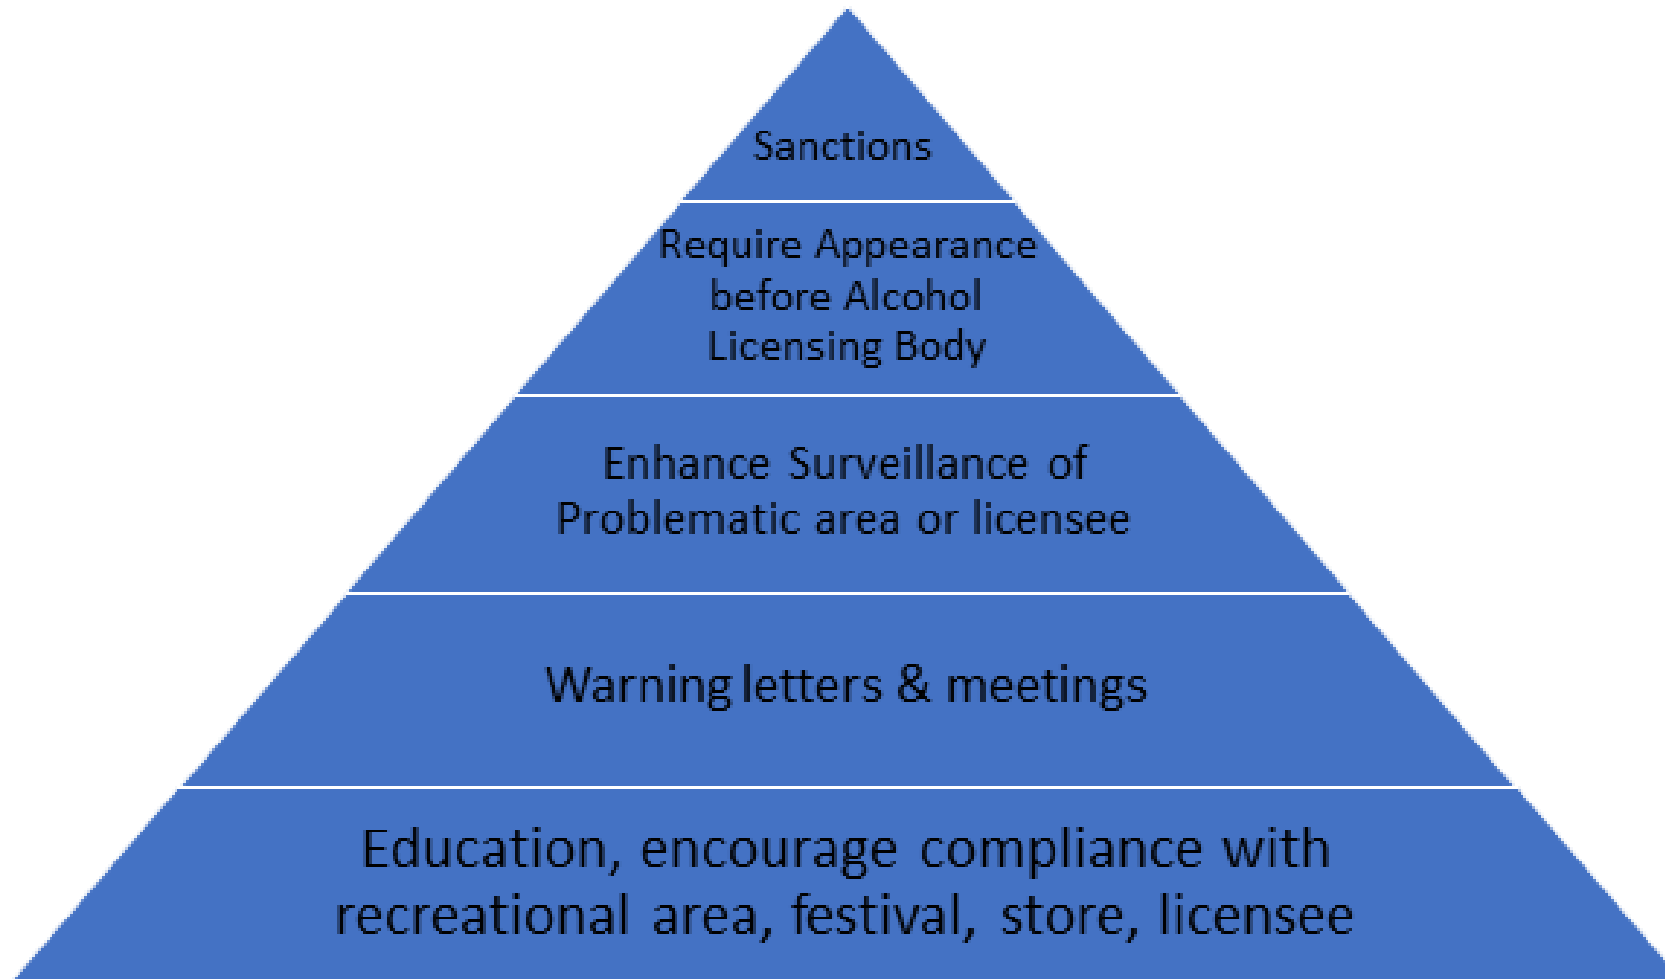 Sanctions
Require Appearance
before Alcohol
Licensing Body
Enhance Surveillance of
Problematic area or licensee
Warning letters & meetings
Education, encourage compliance with
recreational area, festival, store, licensee